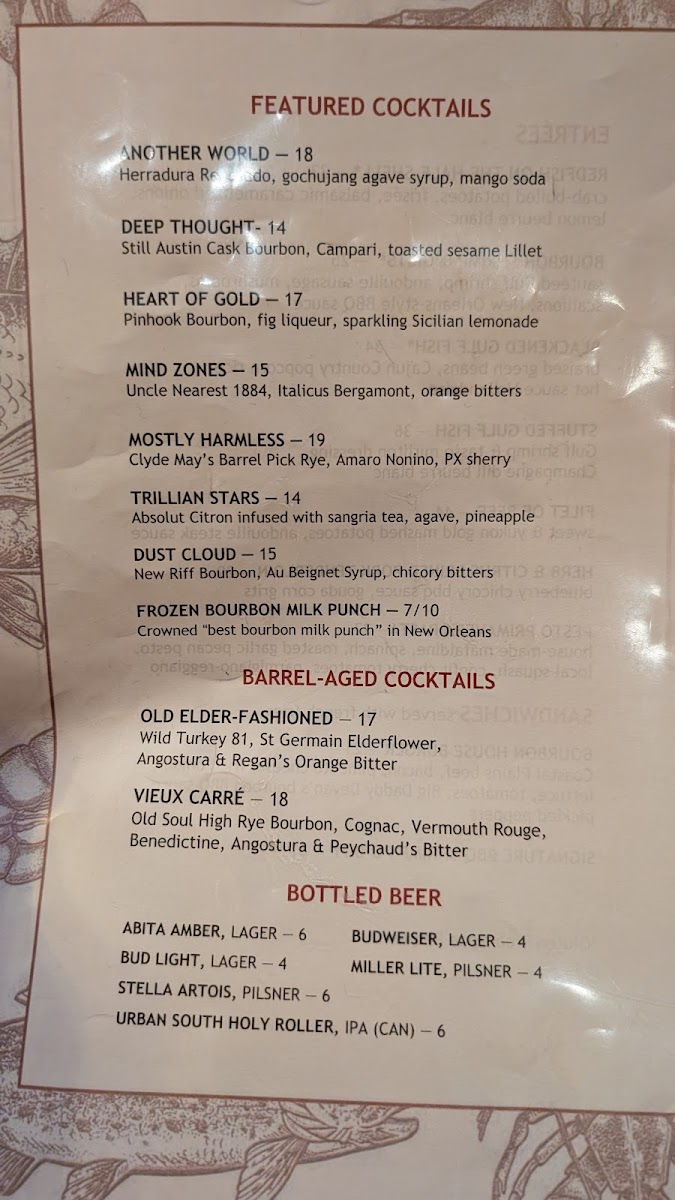 FEATURED COCKTAILS
ANOTHER WORLD — 18
Herradura gochujang agave syrup, mango soda
DEEP THOUGHT- 14
Still Austin Cask Bourbon, Campari, toasted sesame Lillet
HEART OF GOLD — 17
Pinhook Bourbon, fig liqueur, sparkling Sicilian lemonade
MIND ZONES — 15
Uncle Nearest 1884, Italicus Bergamont, orange bitters
MOSTLY HARMLESS — 19
Clyde May's Barrel Pick Rye, Amaro Nonino, PX sherry
TRILLIAN STARS — 14
Absolut Citron infused with sangria tea, agave, pineapple
DUST CLOUD — 15
New Riff Bourbon, Au Beignet Syrup, chicory bitters
FROZEN BOURBON MILK PUNCH — 7/10
Crowned "best bourbon milk punch" in New Orleans
BARREL-AGED COCKTAILS
OLD ELDER-FASHIONED — 17
Wild Turkey 81, St Germain Elderflower,
Angostura & Regan's Orange Bitter
VIEUX CARRÉ — 18
Old Soul High Rye Bourbon, Cognac, Vermouth Rouge,
Benedictine, Angostura & Peychaud's Bitter
BOTTLED BEER
ABITA AMBER, LAGER — 6
BUD LIGHT, LAGER — 4
STELLA ARTOIS, PILSNER — 6
URBAN SOUTH HOLY ROLLER, IPA (CAN) — 6
BUDWEISER, LAGER — 4
MILLER LITE, PILSNER — 4